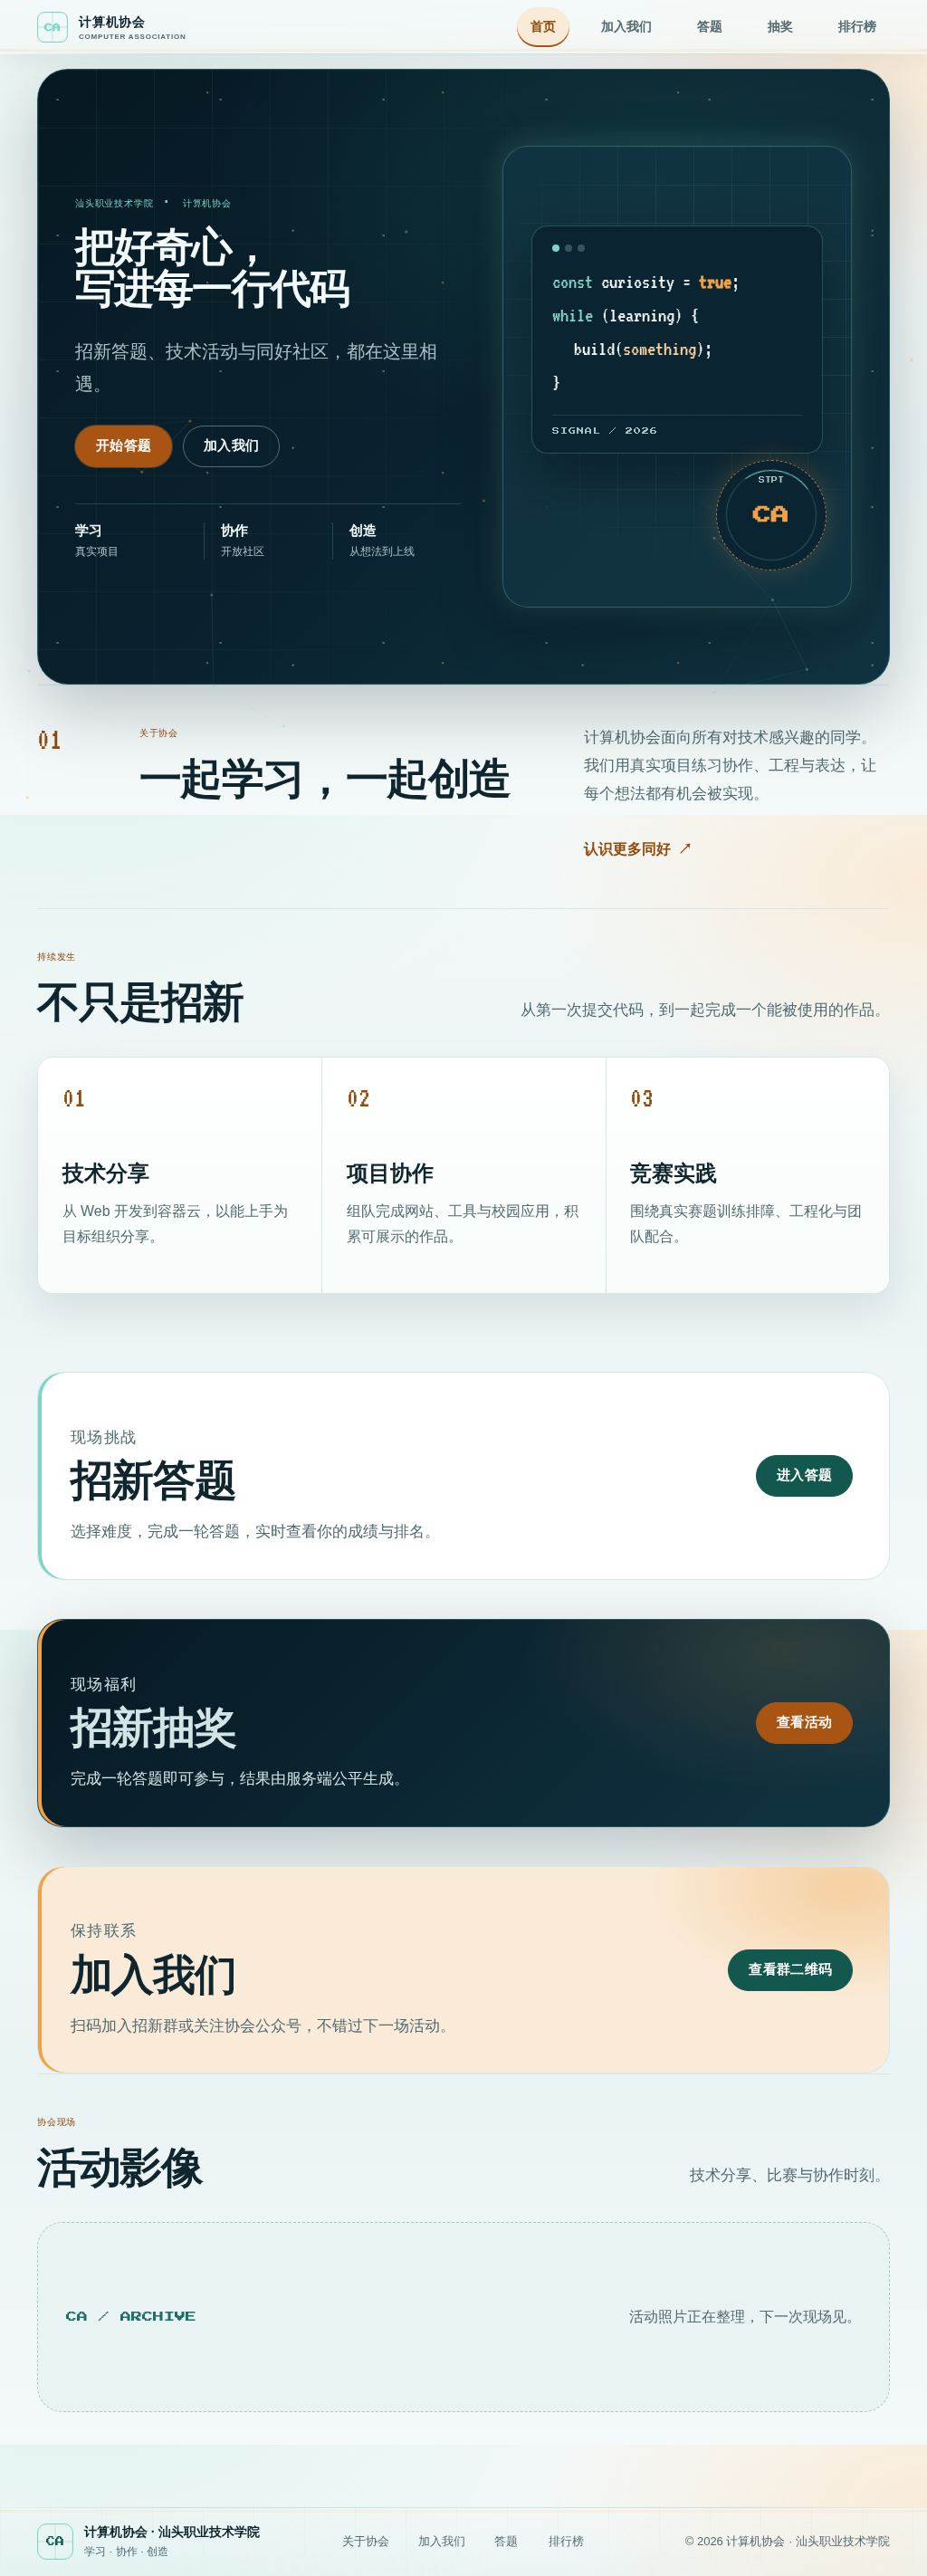 CA
计算机协会
COMPUTER ASSOCIATION
首页
加入我们
答题
抽奖
排行榜
汕头职业技术学院 • 计算机协会
把好奇心，
写进每一行代码
招新答题、技术活动与同好社区，都在这里相
遇。
开始答题
加入我们
学习
真实项目
协作
开放社区
创造
从想法到上线
const curiosity = true;
while (learning) {
build(something);
}
SIGNAL / 2026
STPT
CA
01
关于协会
一起学习，一起创造
计算机协会面向所有对技术感兴趣的同学。
我们用真实项目练习协作、工程与表达，让
每个想法都有机会被实现。
认识更多同好 ↗
持续发生
不只是招新
从第一次提交代码，到一起完成一个能被使用的作品。
01
技术分享
从 Web 开发到容器云，以能上手为
目标组织分享。
02
项目协作
组队完成网站、工具与校园应用，积
累可展示的作品。
03
竞赛实践
围绕真实赛题训练排障、工程化与团
队配合。
现场挑战
招新答题
选择难度，完成一轮答题，实时查看你的成绩与排名。
进入答题
现场福利
招新抽奖
完成一轮答题即可参与，结果由服务端公平生成。
查看活动
保持联系
加入我们
扫码加入招新群或关注协会公众号，不错过下一场活动。
查看群二维码
协会现场
活动影像
技术分享、比赛与协作时刻。
CA / ARCHIVE
活动照片正在整理，下一次现场见。
CA
计算机协会 · 汕头职业技术学院
学习 · 协作 · 创造
关于协会
加入我们
答题
排行榜
© 2026 计算机协会 · 汕头职业技术学院